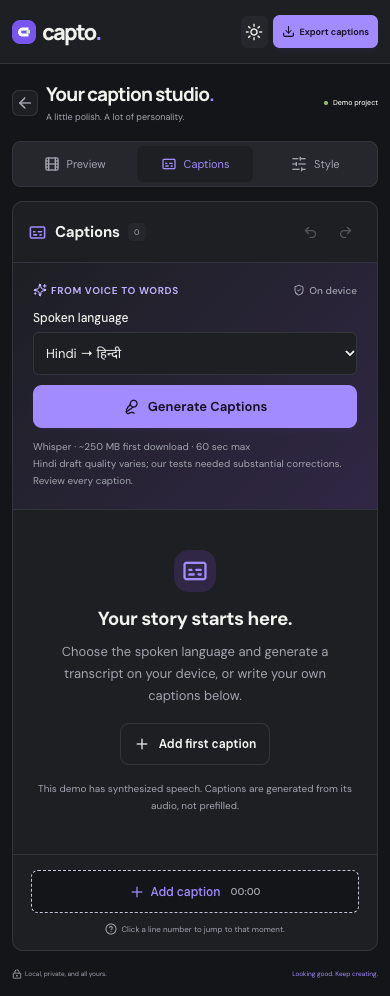 capto.
Export captions
Your caption studio.
A little polish. A lot of personality.
Demo project
Preview
Captions
Style
Captions 0
FROM VOICE TO WORDS
On device
Spoken language
Hindi → हिन्दी
Generate Captions
Whisper · ~250 MB first download · 60 sec max
Hindi draft quality varies; our tests needed substantial corrections.
Review every caption.
Your story starts here.
Choose the spoken language and generate a
transcript on your device, or write your own
captions below.
Add first caption
This demo has synthesized speech. Captions are generated from its
audio, not prefilled.
Add caption 00:00
Click a line number to jump to that moment.
Local, private, and all yours.
Looking good. Keep creating.